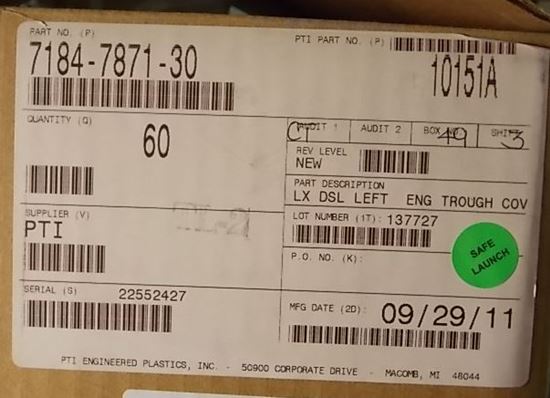 PART NO. (P)
7184-7871-30
PTI PART NO. (P)
10151A
QUANTITY (Q)
60
AUDIT 1
CT
AUDIT 2
BOX NO.
49
SHIFT
3
REV LEVEL
NEW
PART DESCRIPTION
LX DSL LEFT ENG TROUGH COV
SUPPLIER (V)
PTI
LOT NUMBER (1T): 137727
SAFE
LAUNCH
P.O. NO. (K):
SERIAL (S) 22552427
MFG DATE (2D): 09/29/11
PTI ENGINEERED PLASTICS, INC. - 50900 CORPORATE DRIVE - MACOMB, MI 48044